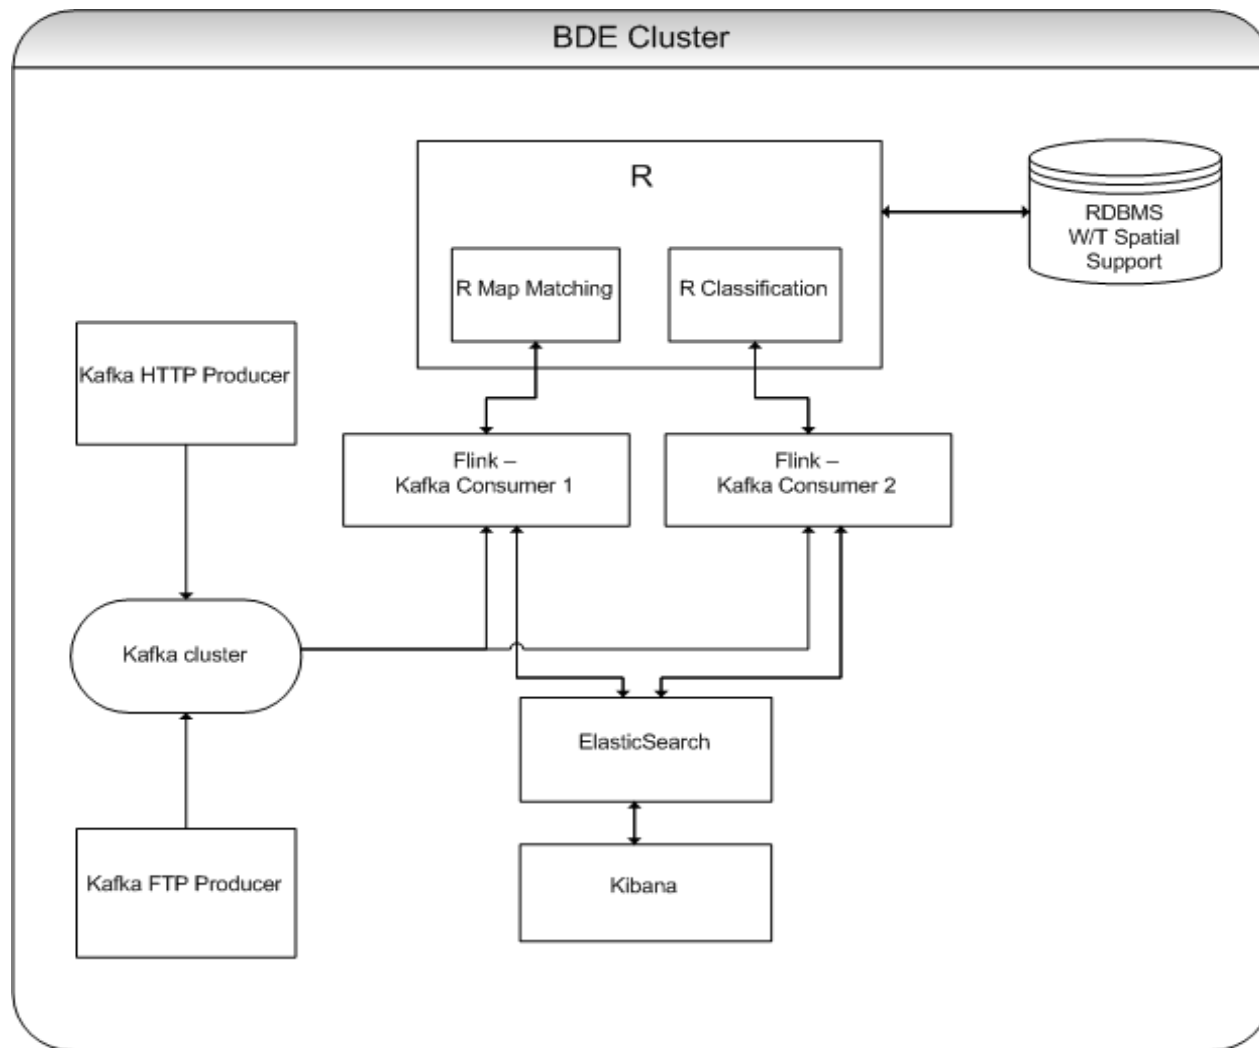 BDE Cluster
R
RDBMS
W/T Spatial
Support
R Map Matching
R Classification
Kafka HTTP Producer
Flink –
Kafka Consumer 1
Flink –
Kafka Consumer 2
Kafka cluster
ElasticSearch
Kafka FTP Producer
Kibana